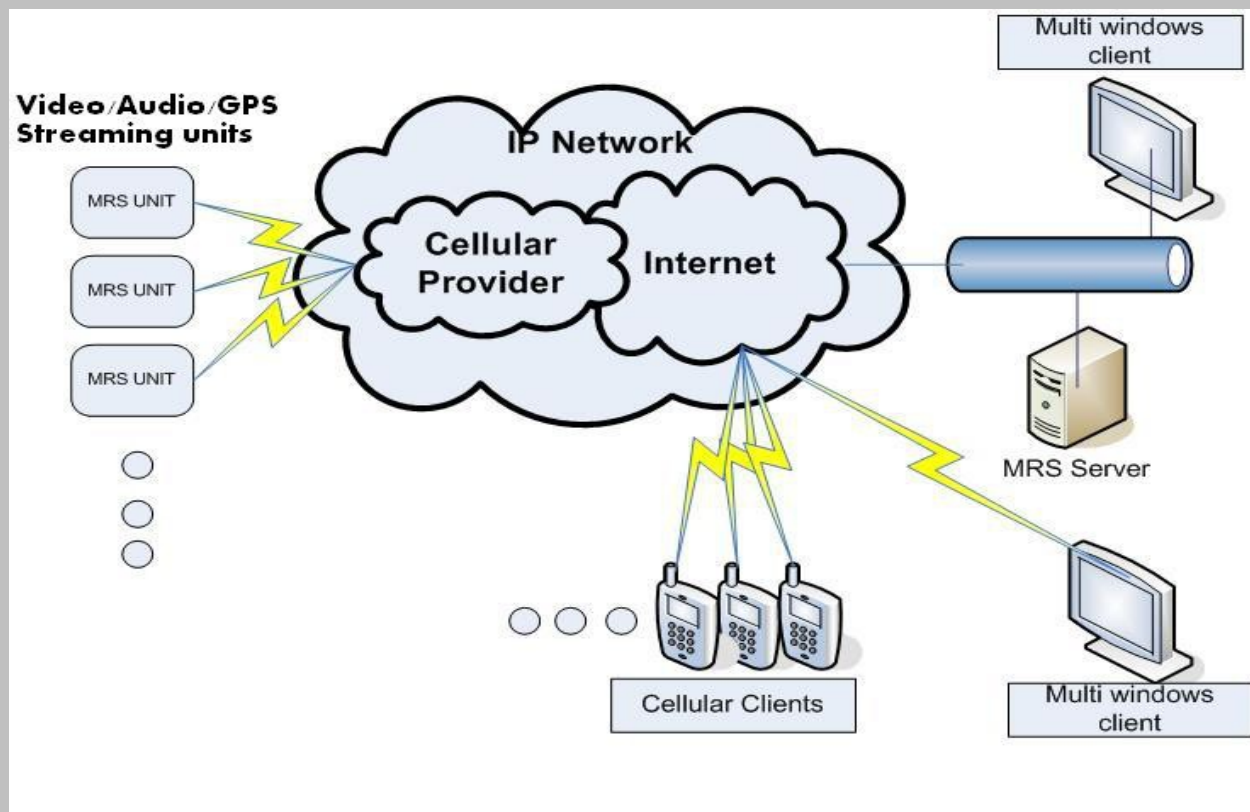 Multi windows
client
Video/Audio/GPS
Streaming units
IP Network
MRS UNIT
Cellular
Provider
Internet
MRS UNIT
MRS UNIT
MRS Server
Cellular Clients
Multi windows
client